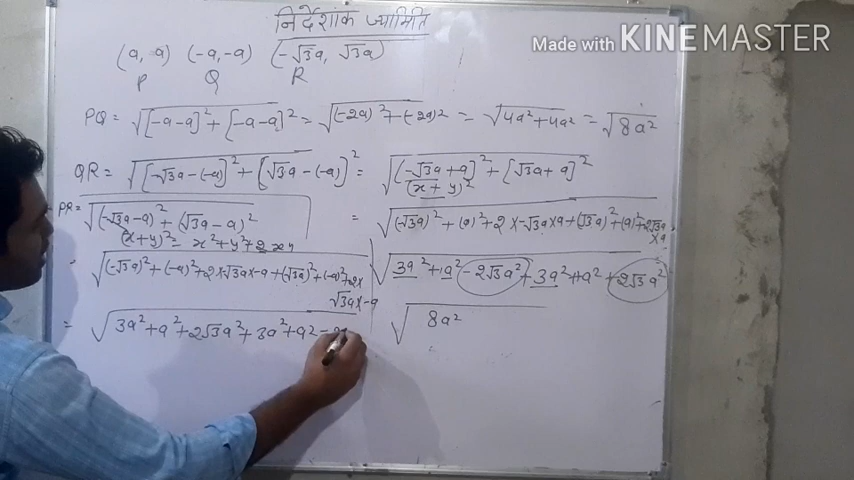 निर्देशांक ज्यामिति
Made with KINEMASTER
(a, a) (-a,-a) (-√3a, √3a)
P Q R
PQ = √[-a-a]²+[-a-a]² = √(-2a)²+(-2a)² = √4a²+4a² = √8a²
QR = √[-√3a-(-a)]²+[√3a-(-a)]² = √(-√3a+a]²+[√3a+a]²
(x+y)²
PR = √(-√3a-a)²+(√3a-a)²
= √(-√3a)²+(a)²+2×-√3a×a+(√3a)²+(a)²+2√3a×a
(x+y)²= x²+y²+2xy
= √(-√3a)²+(-a)²+2×√3a×-a+(√3a)²+(-a)²+2×√3a×-a
√3a²+a²-2√3a²+3a²+a²+2√3a²
= √3a²+a²+2√3a²+3a²+a²-2
√8a²